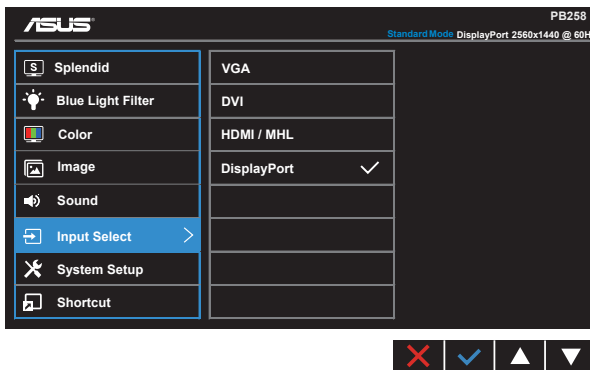 ASUS
PB258
Standard Mode DisplayPort 2560x1440 @ 60H
S Splendid
Blue Light Filter
Color
Image
Sound
Input Select
System Setup
Shortcut
VGA
DVI
HDMI / MHL
DisplayPort